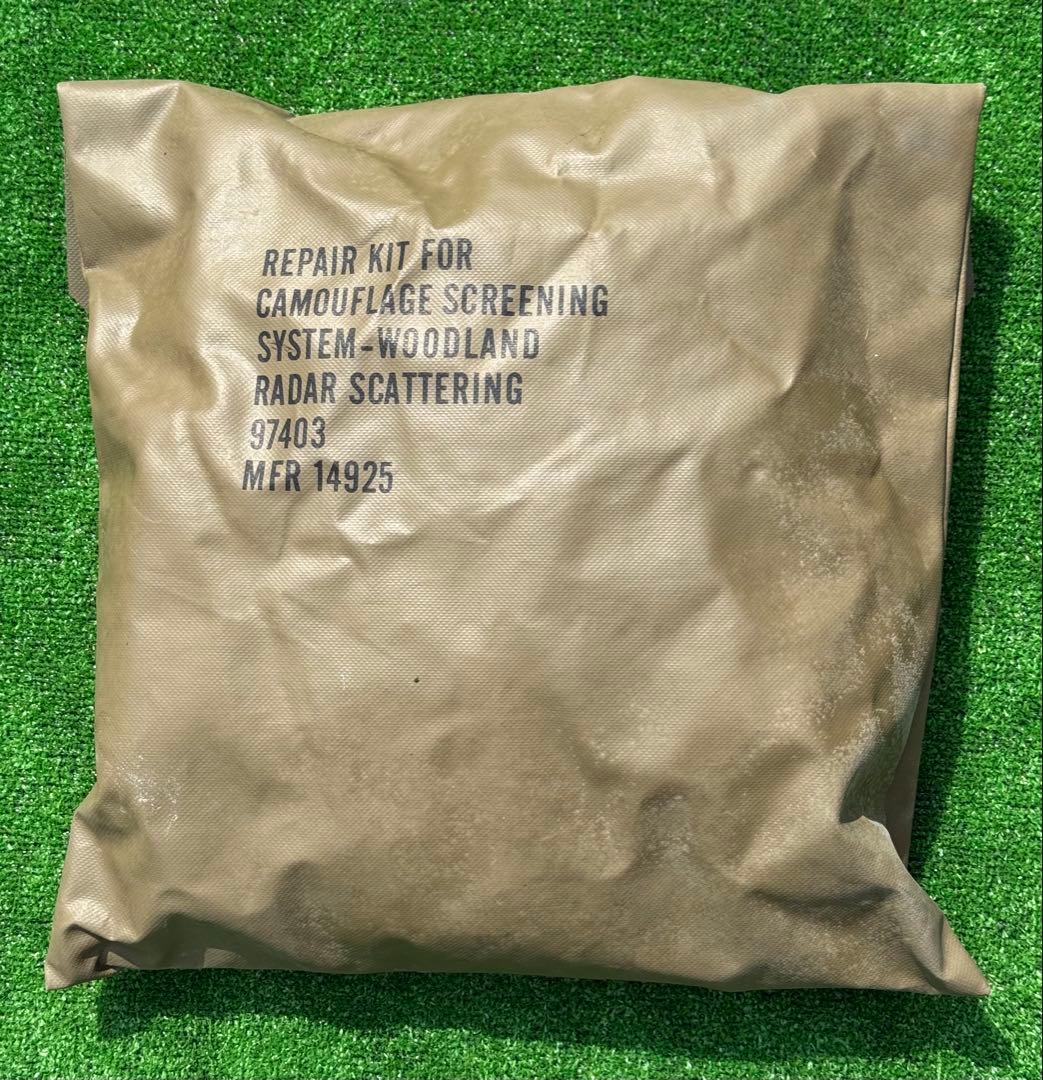 REPAIR KIT FOR
CAMOUFLAGE SCREENING
SYSTEM-WOODLAND
RADAR SCATTERING
97403
MFR 14925